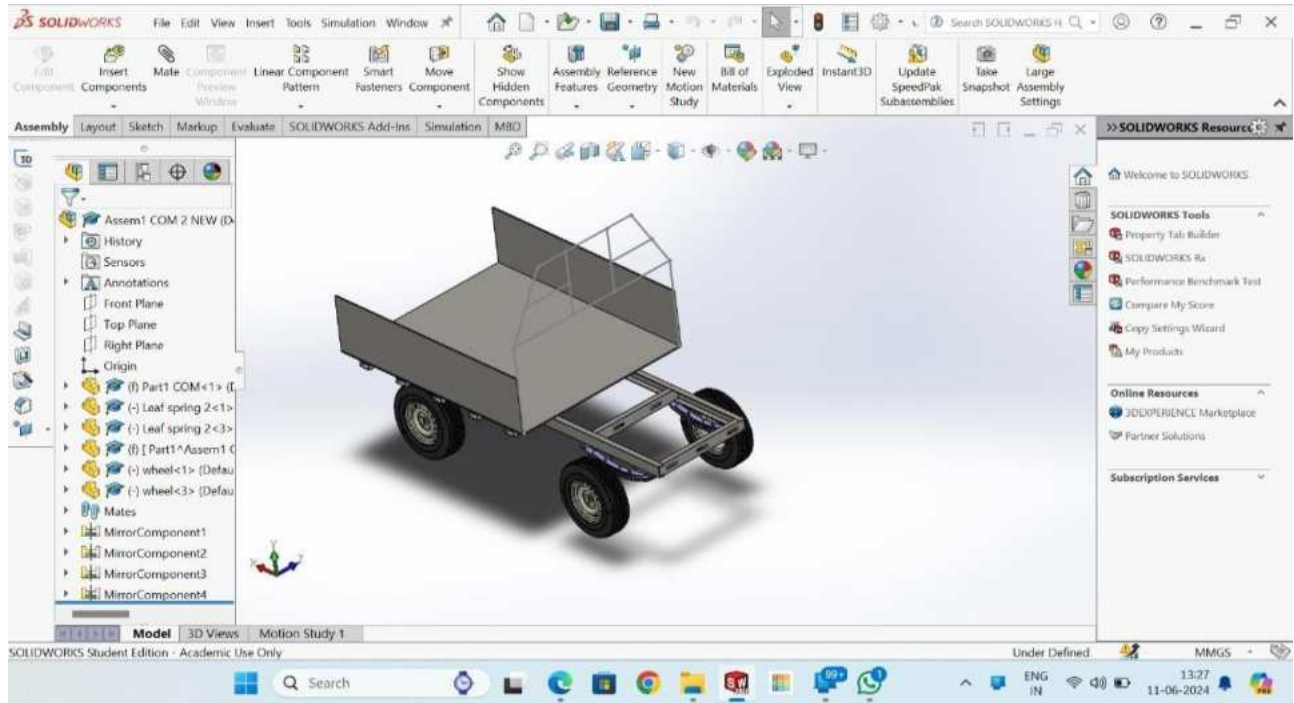 SOLIDWORKS File Edit View Insert Tools Simulation Window Search SOLIDWORKS H
Edit Component
Insert Components
Mate
Component Preview Window
Linear Component Pattern
Smart Fasteners
Move Component
Show Hidden Components
Assembly Features
Reference Geometry
New Motion Study
Bill of Materials
Exploded View
Instant3D
Update SpeedPak Subassemblies
Take Snapshot
Large Assembly Settings
Assembly Layout Sketch Markup Evaluate SOLIDWORKS Add-Ins Simulation MBD
Assem1 COM 2 NEW (D
History
Sensors
Annotations
Front Plane
Top Plane
Right Plane
Origin
(f) Part1 COM<1> (D
(-) Leaf spring 2<1>
(-) Leaf spring 2<3>
(f) [ Part1^Assem1 C
(-) wheel<1> (Defau
(-) wheel<3> (Defau
Mates
MirrorComponent1
MirrorComponent2
MirrorComponent3
MirrorComponent4
SOLIDWORKS Resource
Welcome to SOLIDWORKS
SOLIDWORKS Tools
Property Tab Builder
SOLIDWORKS Rx
Performance Benchmark Test
Compare My Score
Copy Settings Wizard
My Products
Online Resources
3DEXPERIENCE Marketplace
Partner Solutions
Subscription Services
Model 3D Views Motion Study 1
SOLIDWORKS Student Edition - Academic Use Only Under Defined MMGS
Search
99+
ENG
IN
13:27
11-06-2024